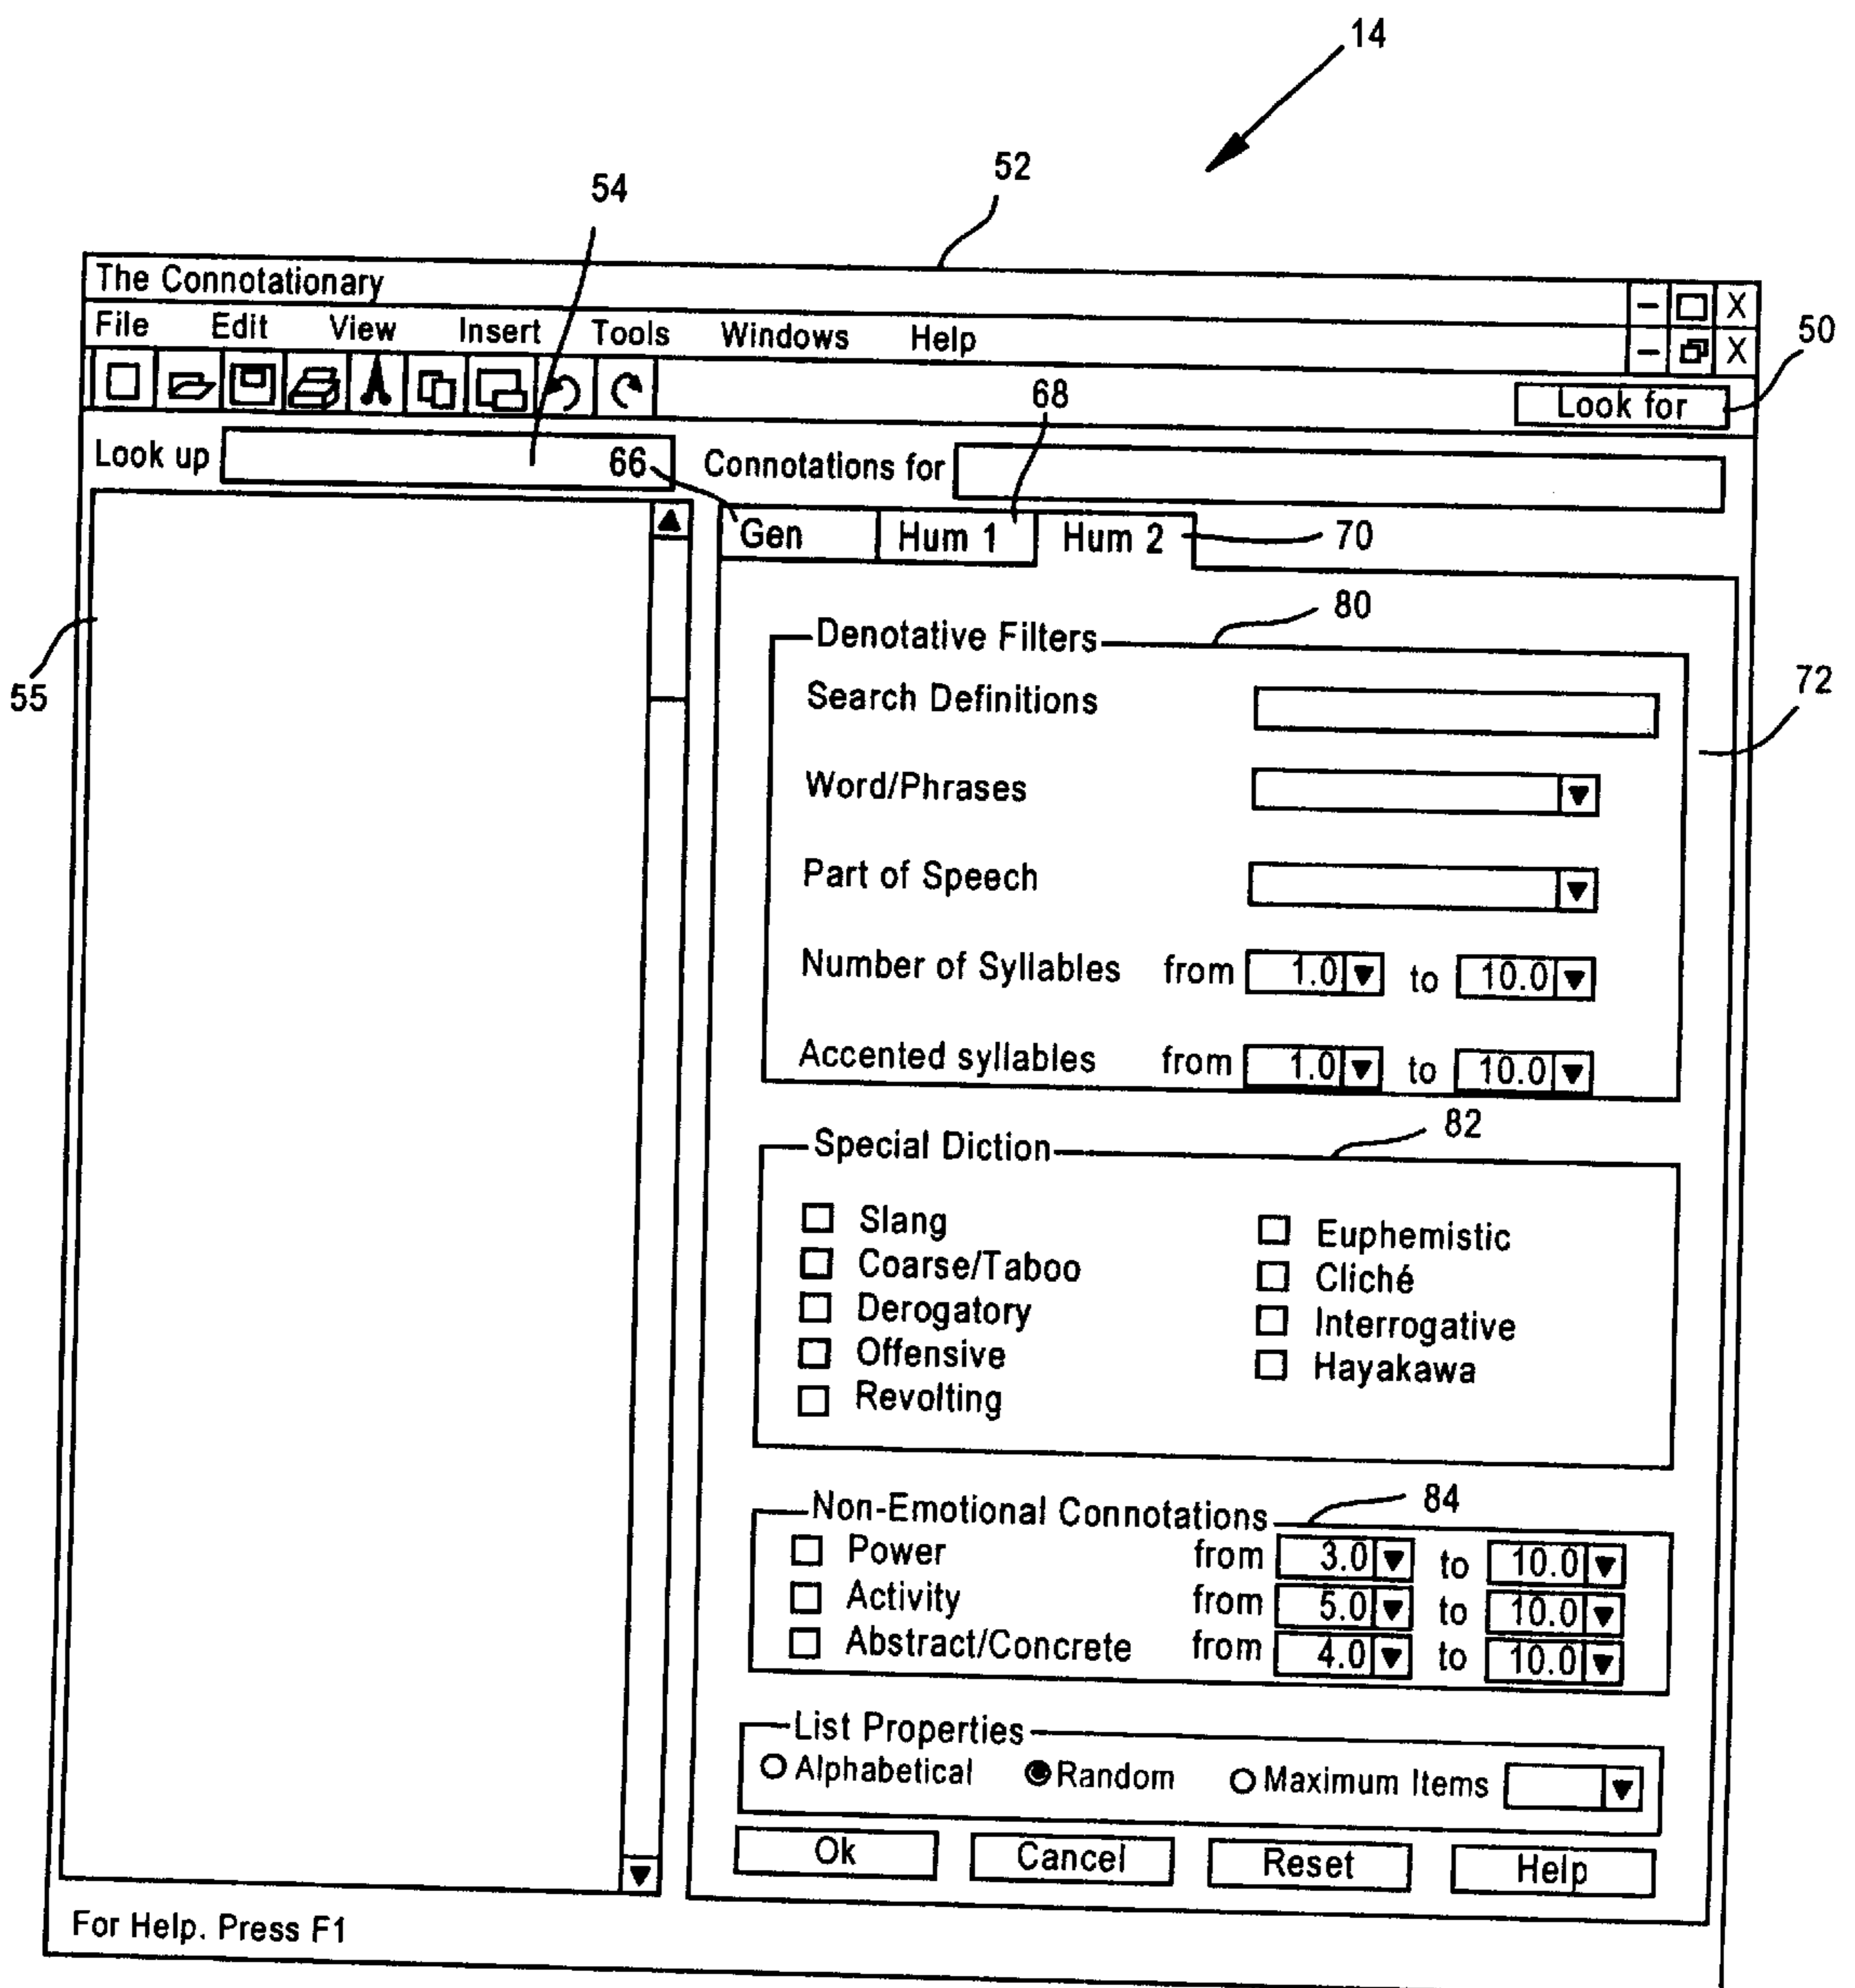 14
52
54
The Connotationary
- X
File Edit View Insert Tools Windows Help - X
50
68
Look for
Look up 66 Connotations for
Gen Hum 1 Hum 2 70
80
Denotative Filters
55
Search Definitions
72
Word/Phrases
Part of Speech
Number of Syllables from 1.0 to 10.0
Accented syllables from 1.0 to 10.0
82
Special Diction
Slang Euphemistic
Coarse/Taboo Cliché
Derogatory Interrogative
Offensive Hayakawa
Revolting
84
Non-Emotional Connotations
Power from 3.0 to 10.0
Activity from 5.0 to 10.0
Abstract/Concrete from 4.0 to 10.0
List Properties
Alphabetical Random Maximum Items
Ok Cancel Reset Help
For Help. Press F1